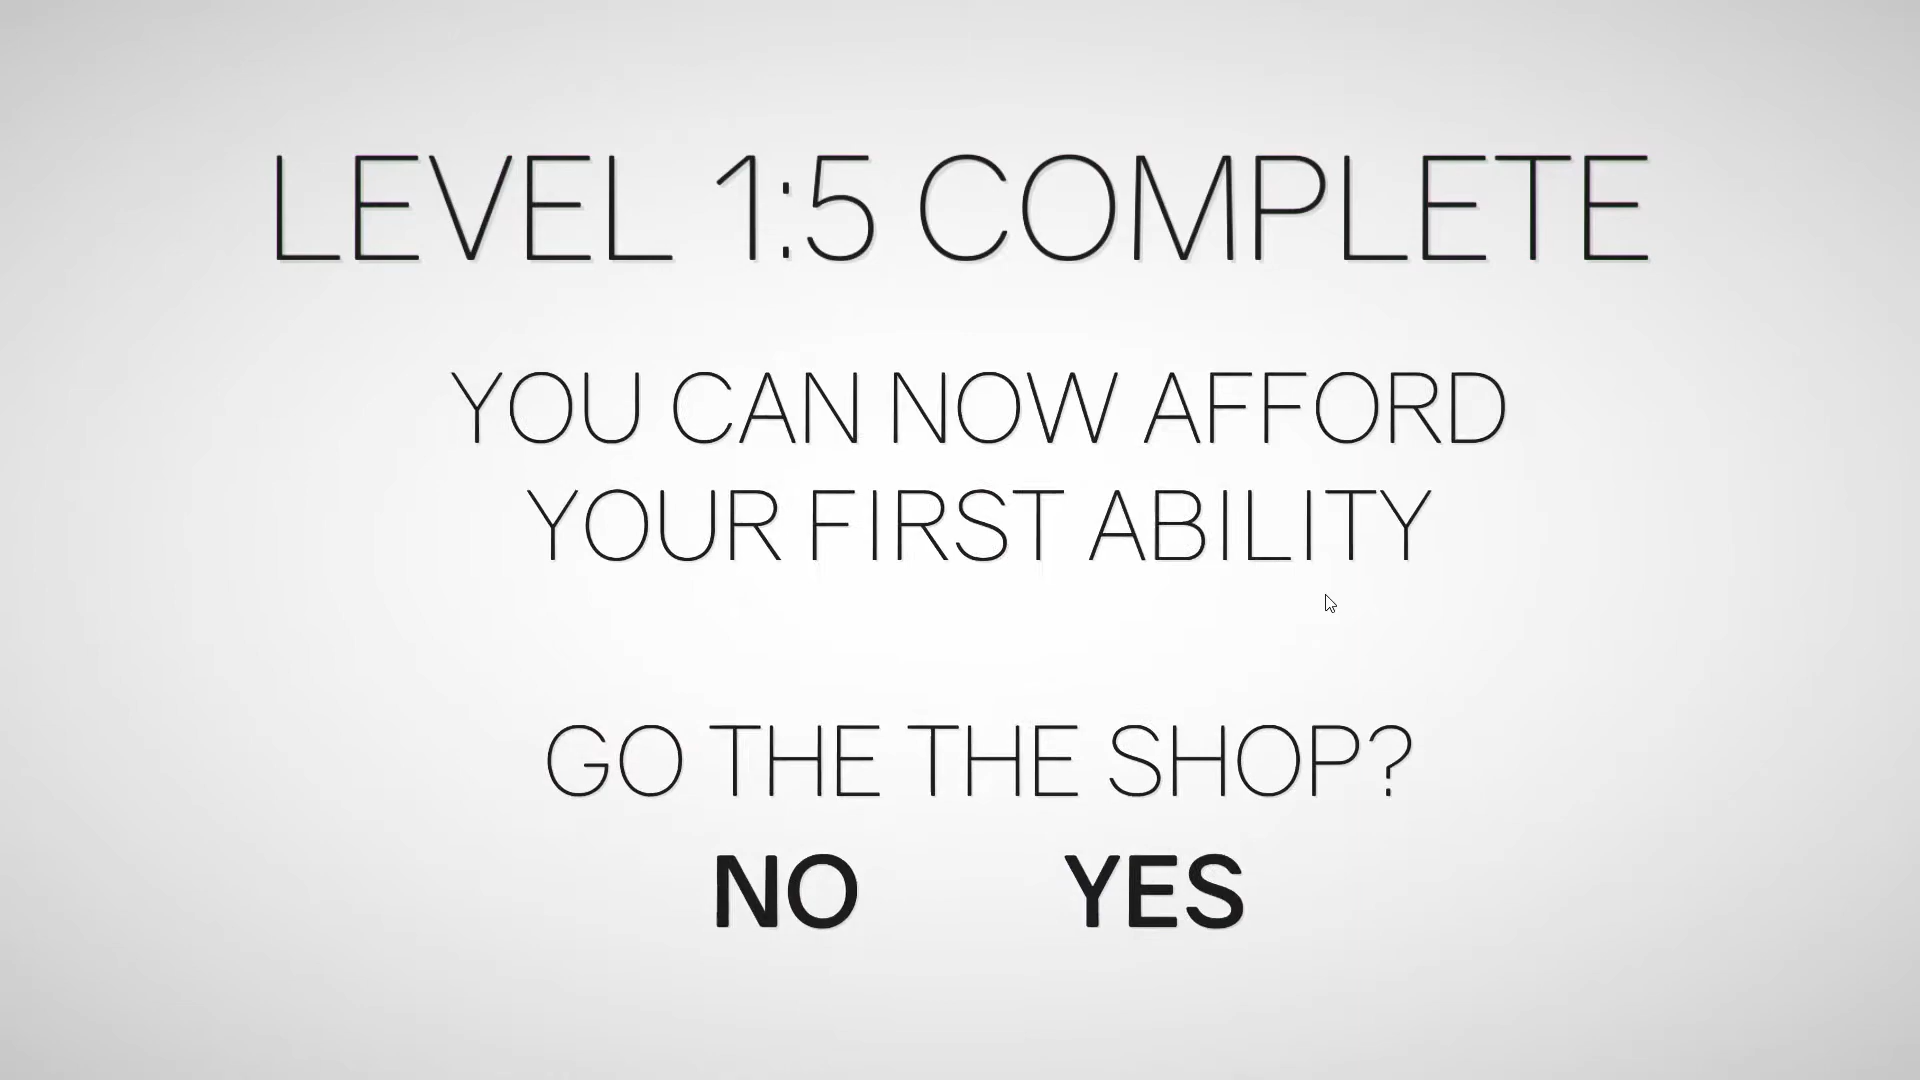 LEVEL 1:5 COMPLETE
YOU CAN NOW AFFORD
YOUR FIRST ABILITY
GO THE THE SHOP?
NO YES